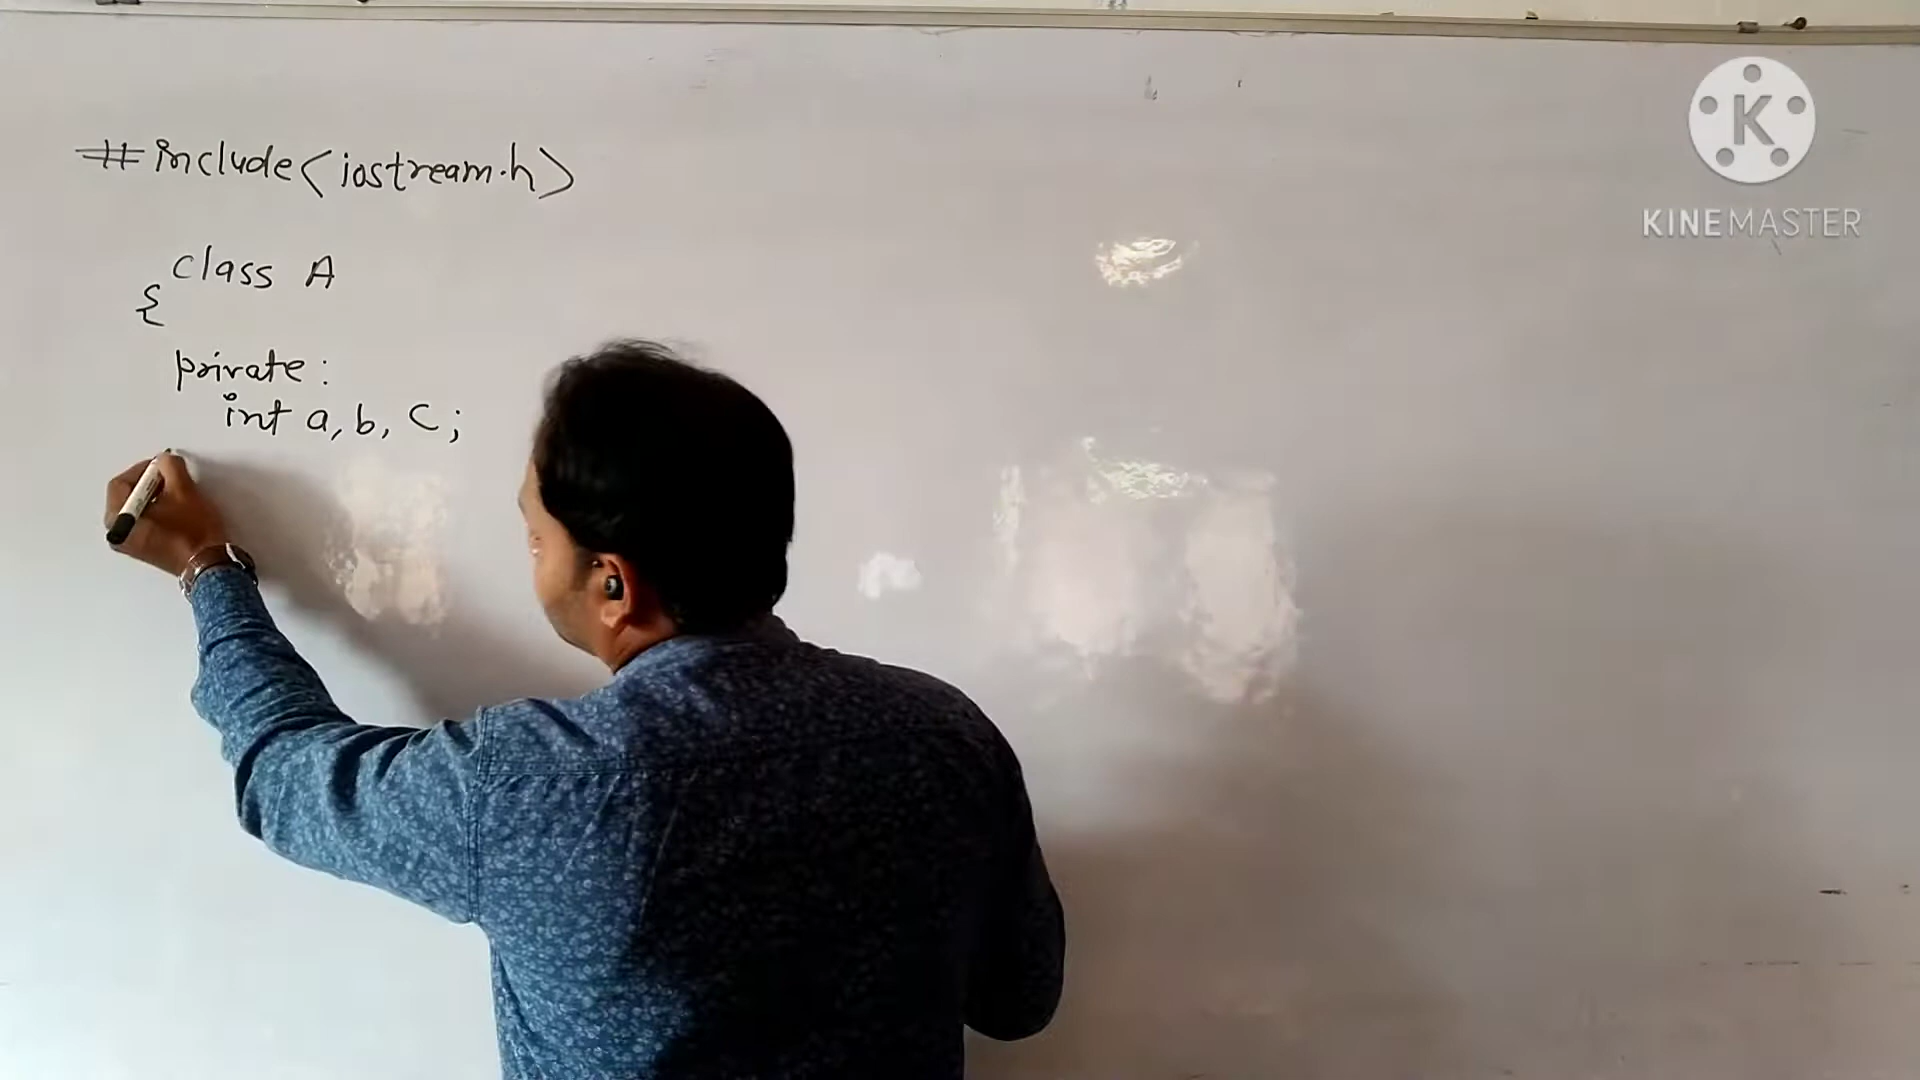 #include<iostream.h>
class A
{
private:
int a, b, c;
K
KINEMASTER